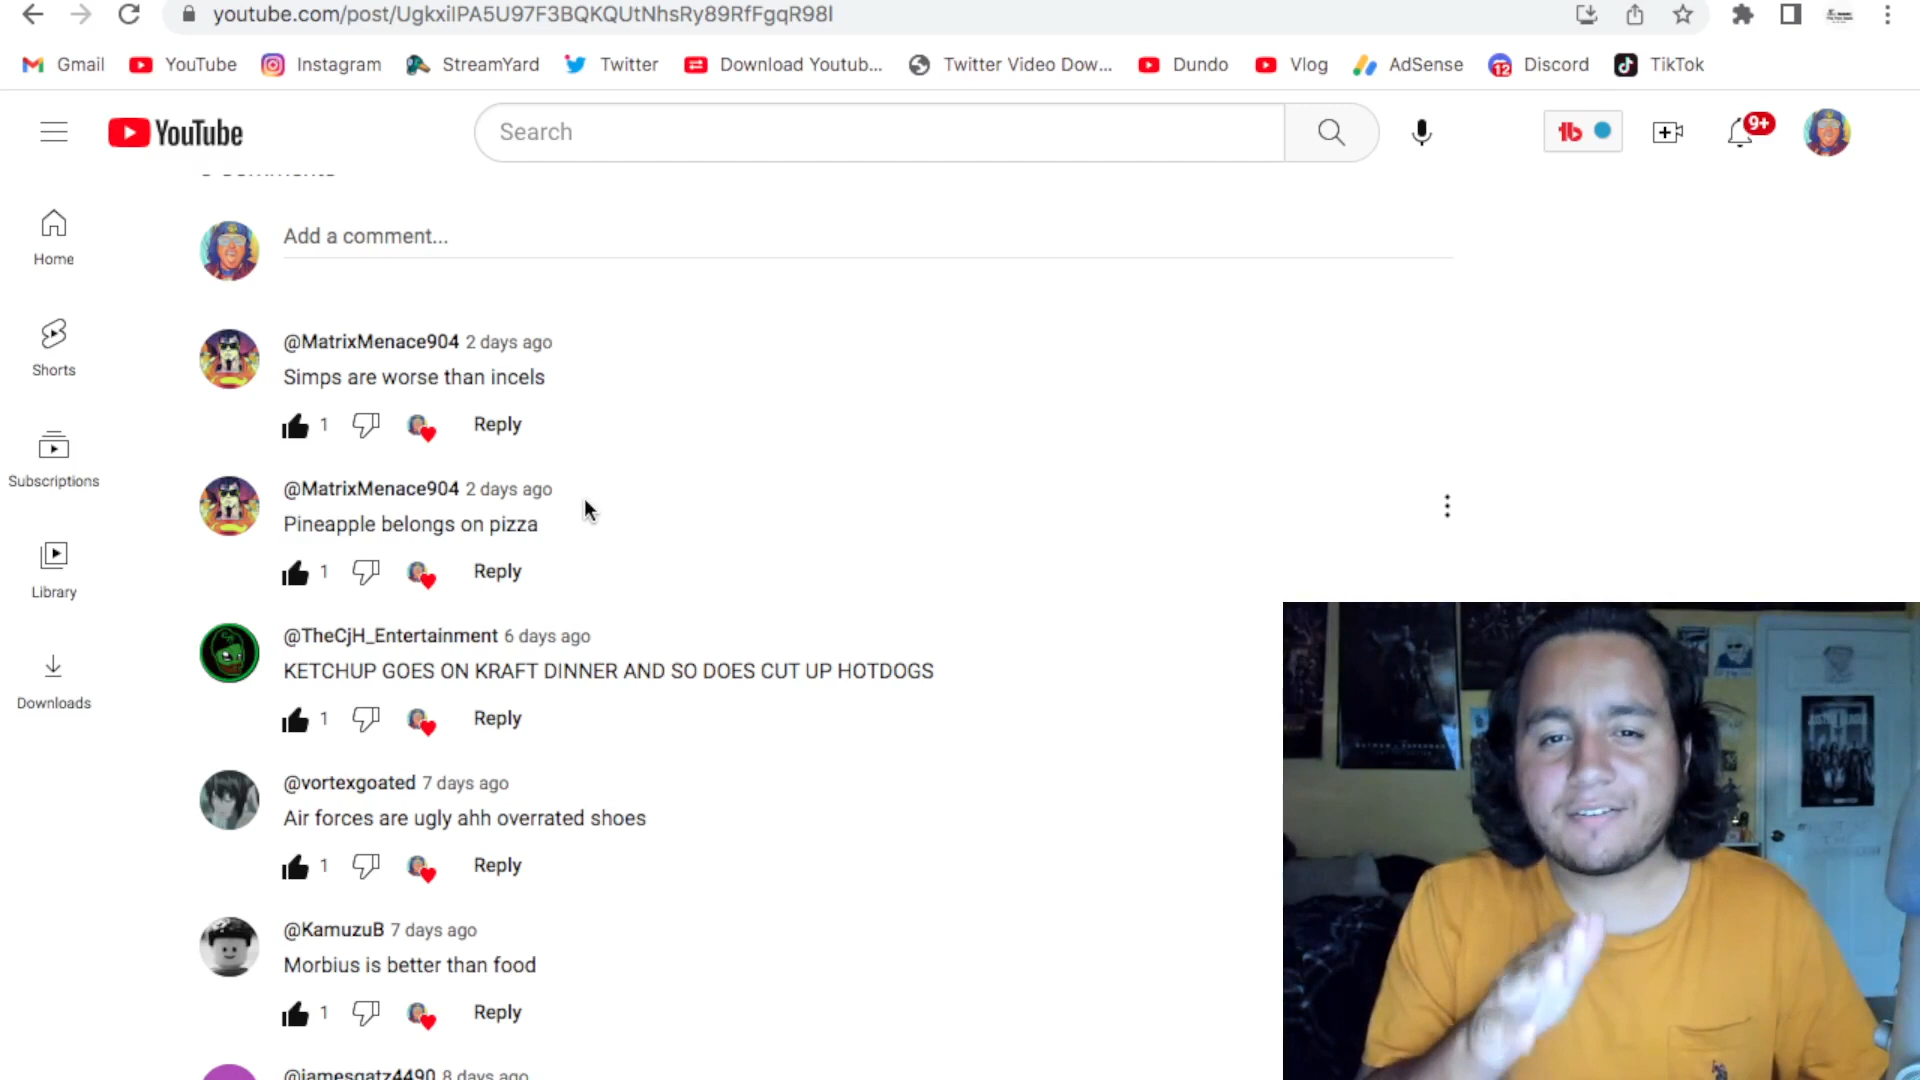 youtube.com/post/UgkxilPA5U97F3BQKQUtNhsRy89RfFgqR98I
Gmail YouTube Instagram StreamYard Twitter Download Youtub... Twitter Video Dow... Dundo Vlog AdSense 12 Discord TikTok
YouTube Search 9+
Add a comment...
Home
@MatrixMenace904 2 days ago
Simps are worse than incels
Shorts
1 Reply
Subscriptions
@MatrixMenace904 2 days ago
Pineapple belongs on pizza
1 Reply
Library
@TheCjH_Entertainment 6 days ago
KETCHUP GOES ON KRAFT DINNER AND SO DOES CUT UP HOTDOGS
Downloads
1 Reply
@vortexgoated 7 days ago
Air forces are ugly ahh overrated shoes
1 Reply
@KamuzuB 7 days ago
Morbius is better than food
1 Reply
@jamesgatz4490 8 days ago